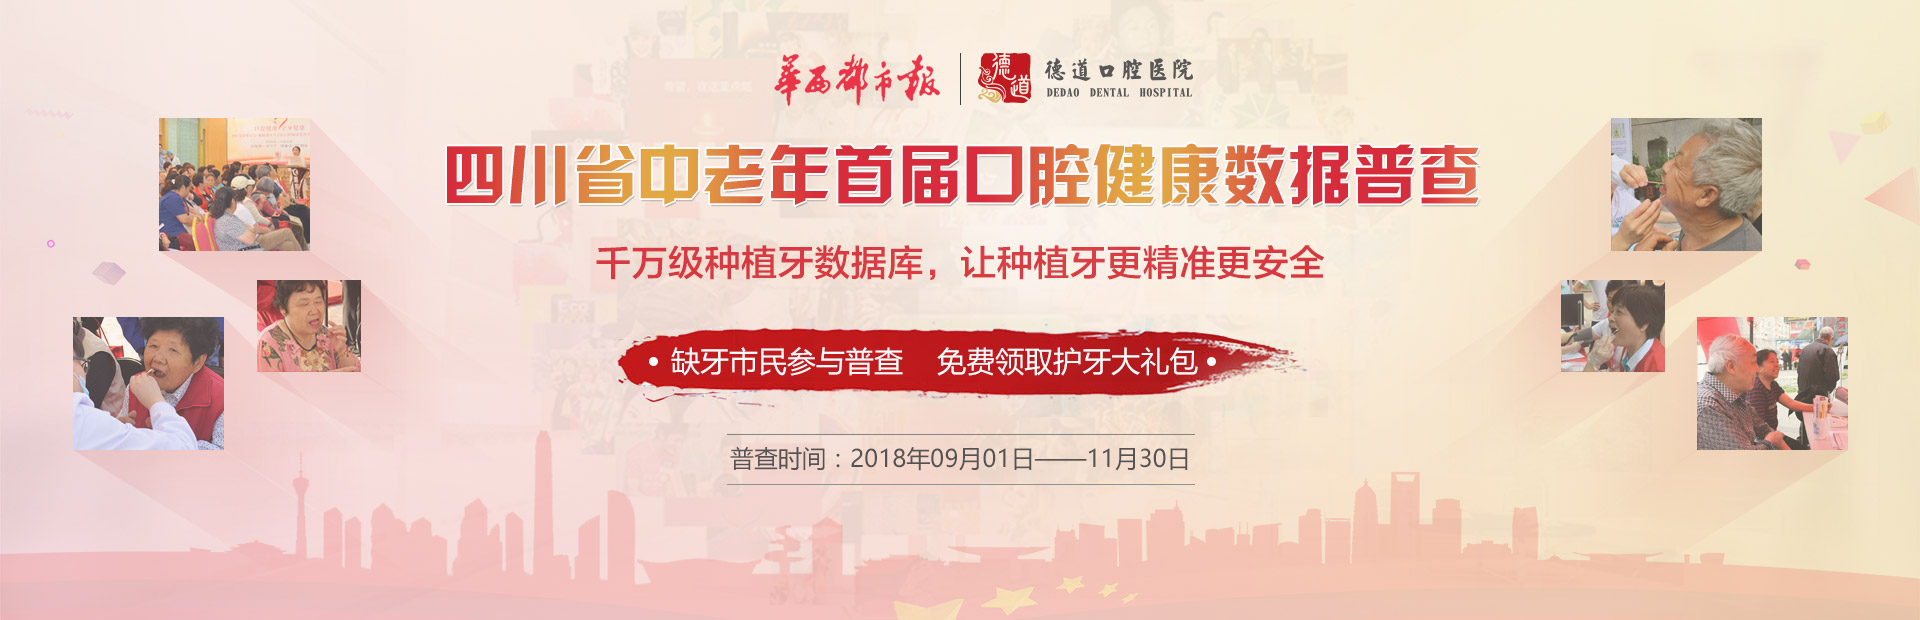 華西都市报
德道
德道口腔医院
DEDAO DENTAL HOSPITAL
四川省中老年首届口腔健康数据普查
千万级种植牙数据库，让种植牙更精准更安全
• 缺牙市民参与普查 免费领取护牙大礼包 •
普查时间：2018年09月01日——11月30日